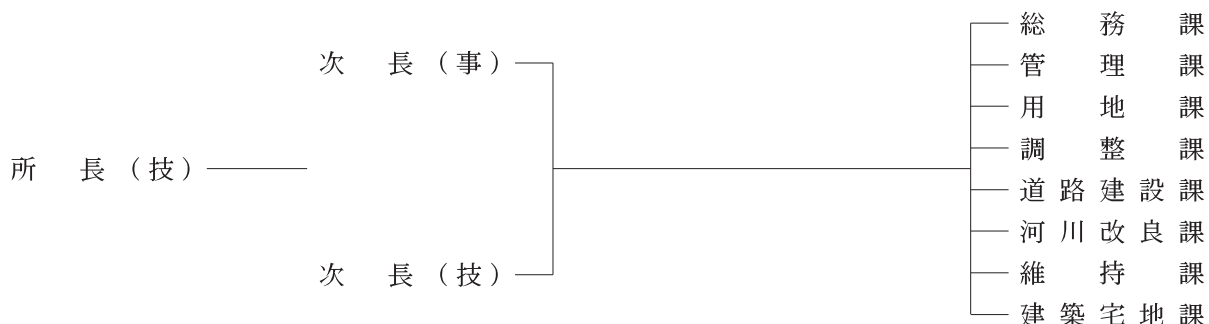 所長（技）
次長（事）
次長（技）
総務課
管理課
用地課
調整課
道路建設課
河川改良課
維持課
建築宅地課